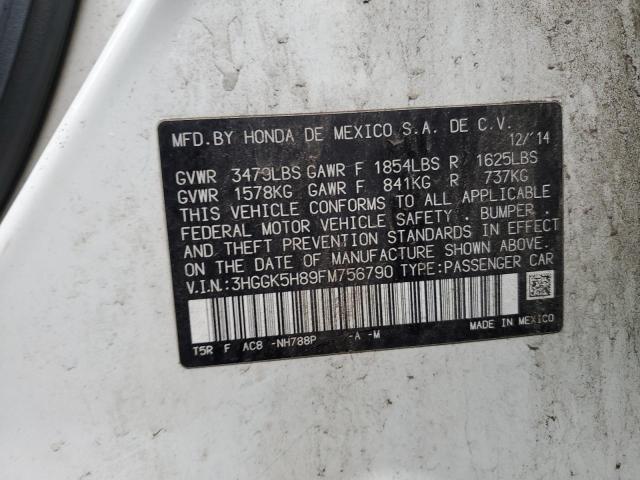 MFD.BY HONDA DE MEXICO S.A. DE C.V.
12/'14
GVWR 3479LBS GAWR F 1854LBS R 1625LBS
GVWR 1578KG GAWR F 841KG R 737KG
THIS VEHICLE CONFORMS TO ALL APPLICABLE
FEDERAL MOTOR VEHICLE SAFETY, BUMPER,
AND THEFT PREVENTION STANDARDS IN EFFECT
ON THE DATE OF MANUFACTURE SHOWN ABOVE.
V.I.N.:3HGGK5H89FM756790 TYPE:PASSENGER CAR
MADE IN MEXICO
T5R F AC8 -NH788P -A -M